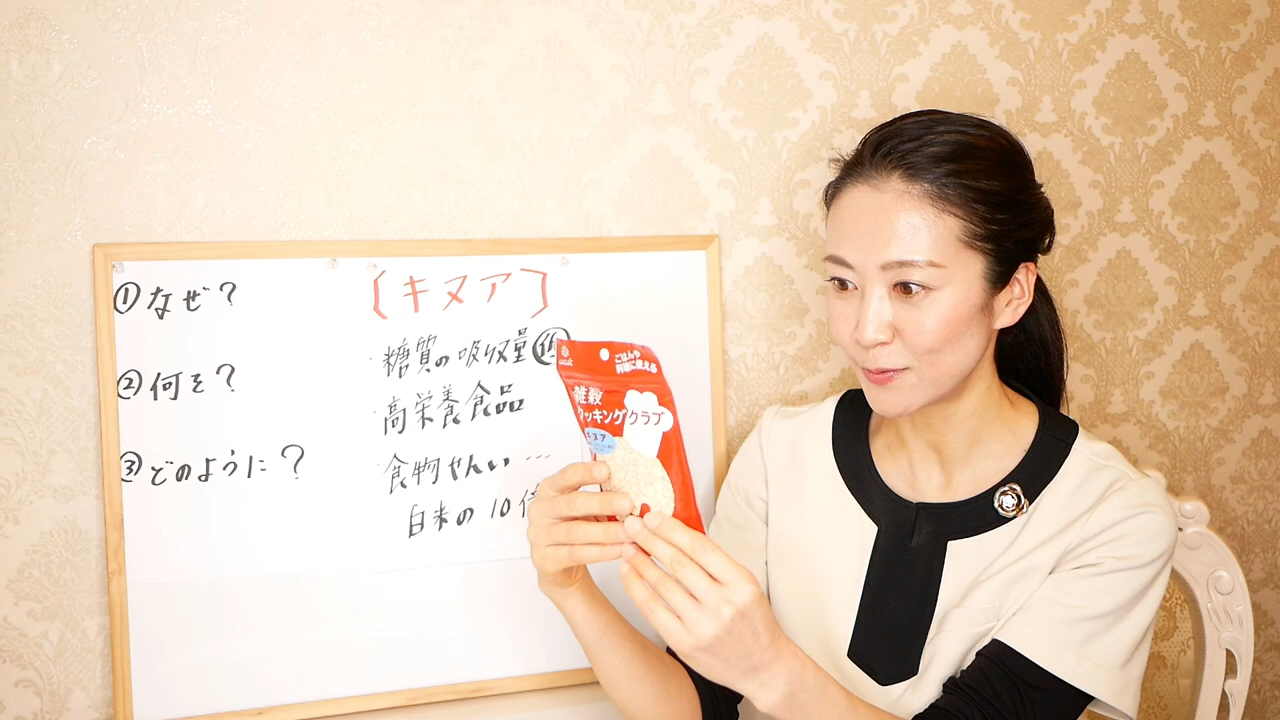 ①なぜ?
②何を?
③どのように?
〔キヌア〕
・糖質の吸収量
・高栄養食品
・食物せんい…
白米の10倍
ごはんや
料理に使える
雑穀
クッキングクラブ
キヌア